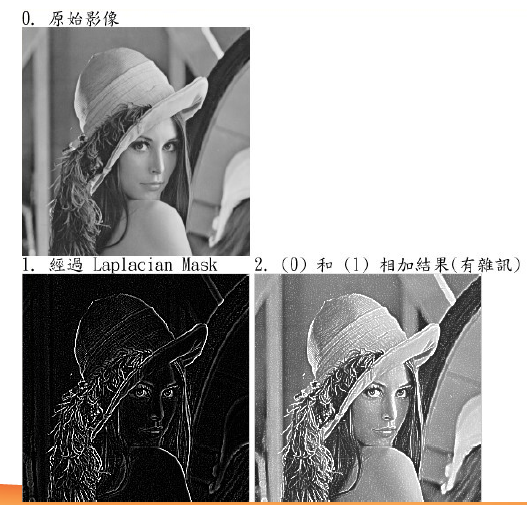 0. 原始影像
1. 經過 Laplacian Mask
2. (0) 和 (1) 相加結果(有雜訊)